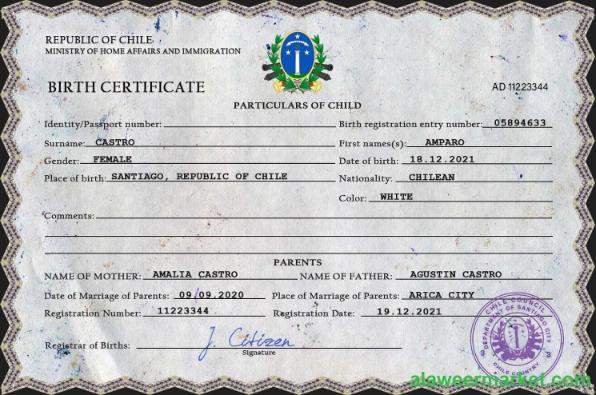 REPUBLIC OF CHILE
MINISTRY OF HOME AFFAIRS AND IMMIGRATION
BIRTH CERTIFICATE
AD 11223344
PARTICULARS OF CHILD
Identity/Passport number:
Birth registration entry number: 05894633
Surname: CASTRO
First names(s): AMPARO
Gender: FEMALE
Date of birth: 18.12.2021
Place of birth: SANTIAGO, REPUBLIC OF CHILE
Nationality: CHILEAN
Color: WHITE
Comments:
PARENTS
NAME OF MOTHER: AMALIA CASTRO
NAME OF FATHER: AGUSTIN CASTRO
Date of Marriage of Parents: 09.09.2020
Place of Marriage of Parents: ARICA CITY
Registration Number: 11223344
Registration Date: 19.12.2021
Registrar of Births: J. Citizen
Signature
CHILE COUNCIL
DEPARTMENT OF SANTIAGO CITY
CHILE COUNTRY
alaweermarket.com